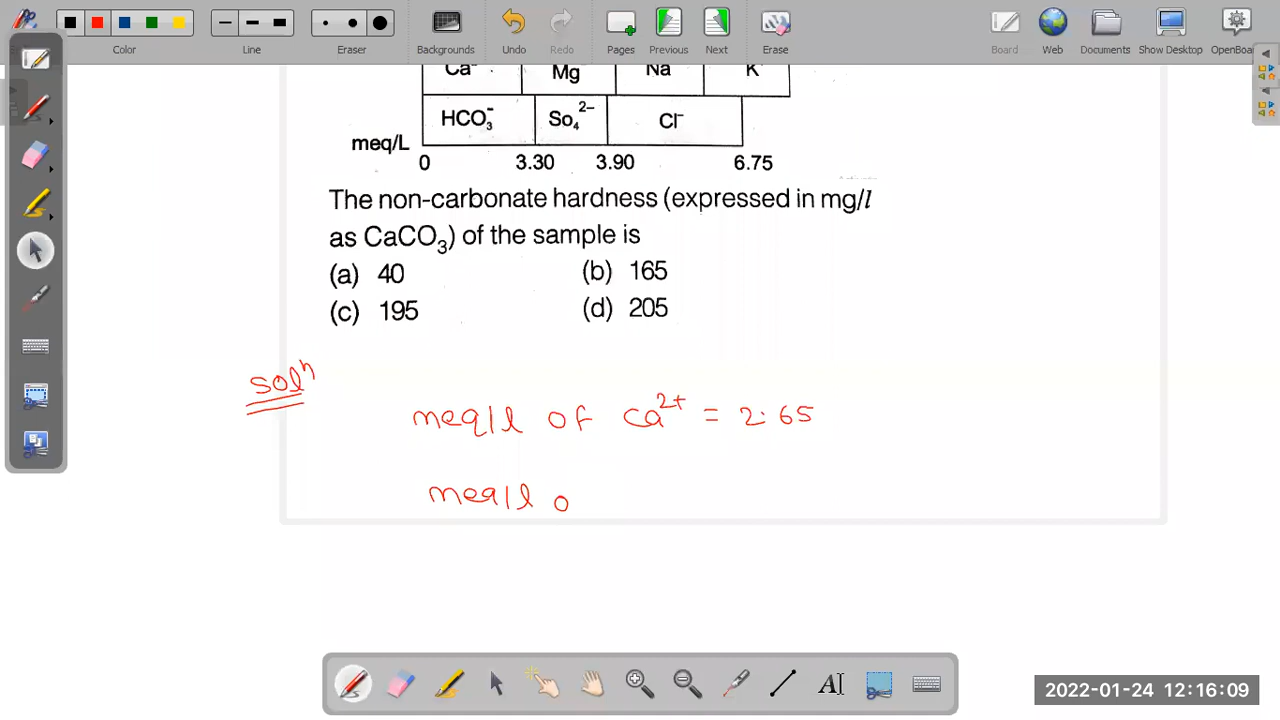 Color Line Eraser Backgrounds Undo Redo Pages Previous Next Erase Board Web Documents Show Desktop OpenBoard
Ca Mg Na K
HCO₃⁻ So₄²⁻ Cl⁻
meq/L
0 3.30 3.90 6.75
The non-carbonate hardness (expressed in mg/l
as CaCO₃) of the sample is
(a) 40 (b) 165
(c) 195 (d) 205
Solⁿ
meq/l of Ca²⁺ = 2.65
meq/l o
2022-01-24 12:16:09